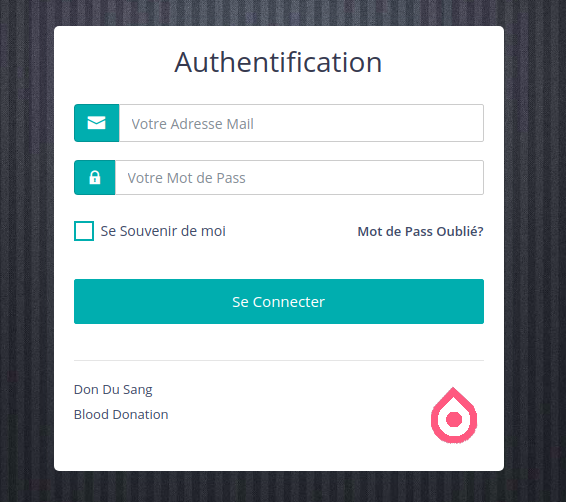 Authentification
Votre Adresse Mail
Votre Mot de Pass
Se Souvenir de moi
Mot de Pass Oublié?
Se Connecter
Don Du Sang
Blood Donation